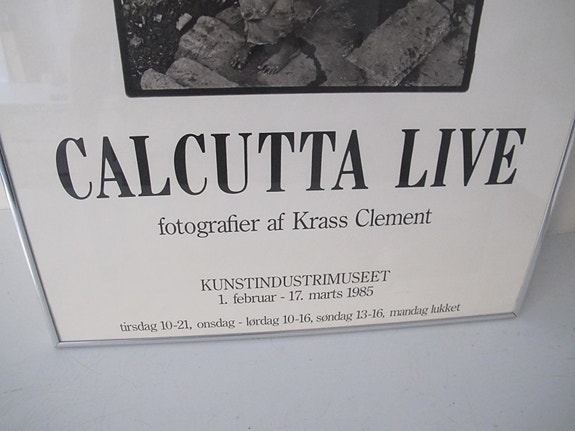 CALCUTTA LIVE
fotografier af Krass Clement
KUNSTINDUSTRIMUSEET
1. februar - 17. marts 1985
tirsdag 10-21, onsdag - lørdag 10-16, søndag 13-16, mandag lukket